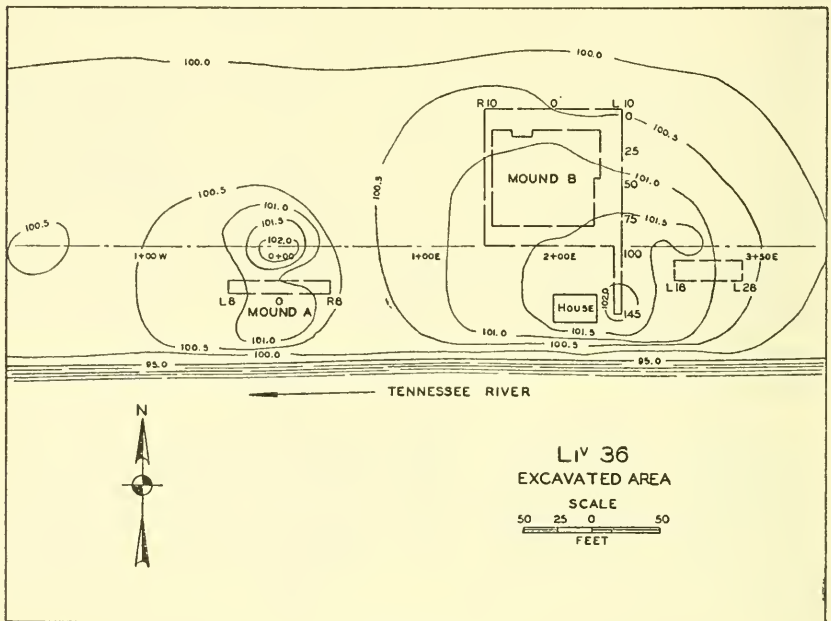 100.0
R10 0 L10
0
100.5
25
MOUND B
50
101.0
100.5
100.5
101.0
101.5
75
101.5
100.5
102.0
0+00
1+00W
1+00E
2+00E
100
3+50E
L8 0 R8
MOUND A
L18 L28
HOUSE
102.0
145
101.0
101.0
101.5
100.5
100.5
100.0
95.0
95.0
TENNESSEE RIVER
N
Liv 36
EXCAVATED AREA
SCALE
50 25 0 50
FEET